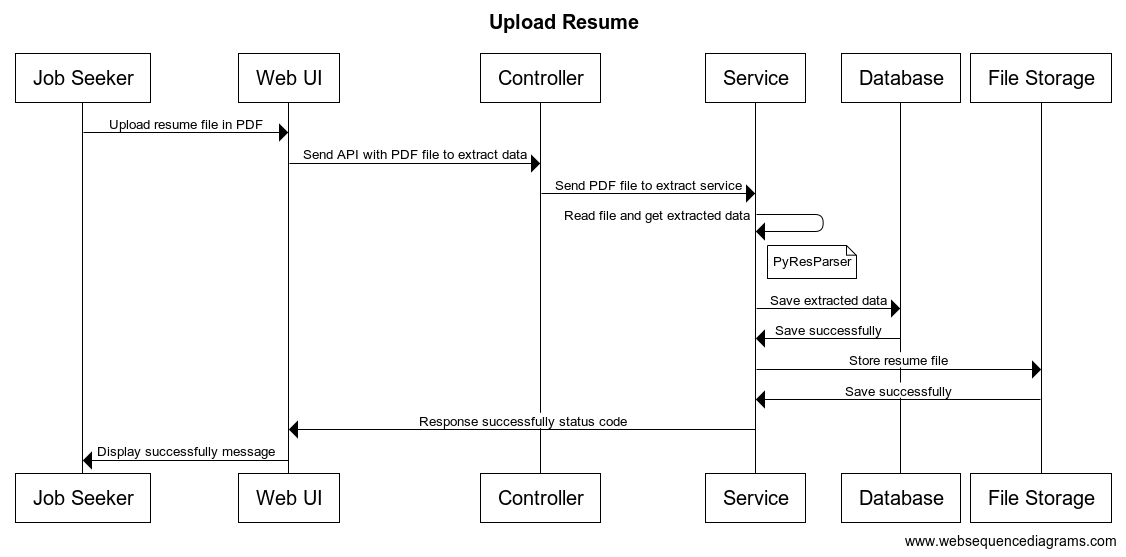 Upload Resume
Job Seeker
Web UI
Controller
Service
Database
File Storage
Upload resume file in PDF
Send API with PDF file to extract data
Send PDF file to extract service
Read file and get extracted data
PyResParser
Save extracted data
Save successfully
Store resume file
Save successfully
Response successfully status code
Display successfully message
Job Seeker
Web UI
Controller
Service
Database
File Storage
www.websequencediagrams.com